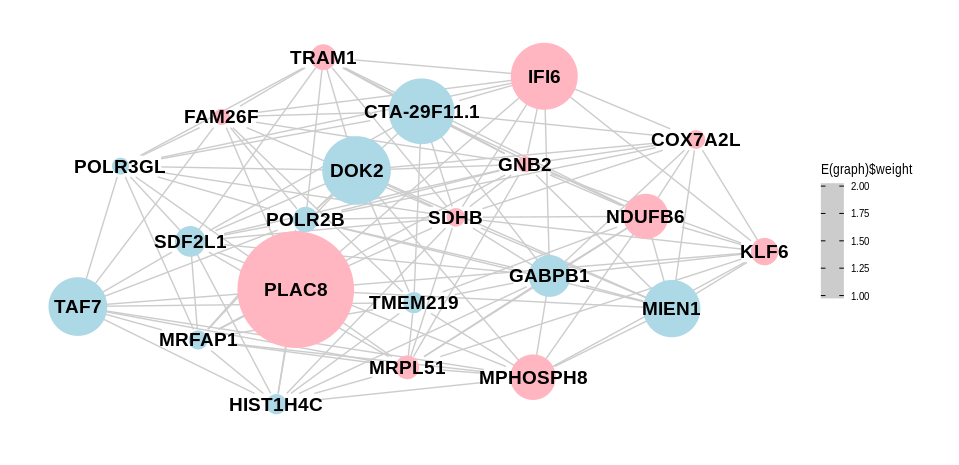 TRAM1
IFI6
CTA-29F11.1
FAM26F
COX7A2L
POLR3GL
GNB2
DOK2
E(graph)$weight
2.00
1.75
1.50
1.25
1.00
POLR2B
SDHB
NDUFB6
SDF2L1
KLF6
GABPB1
PLAC8
TMEM219
TAF7
MIEN1
MRFAP1
MRPL51
MPHOSPH8
HIST1H4C